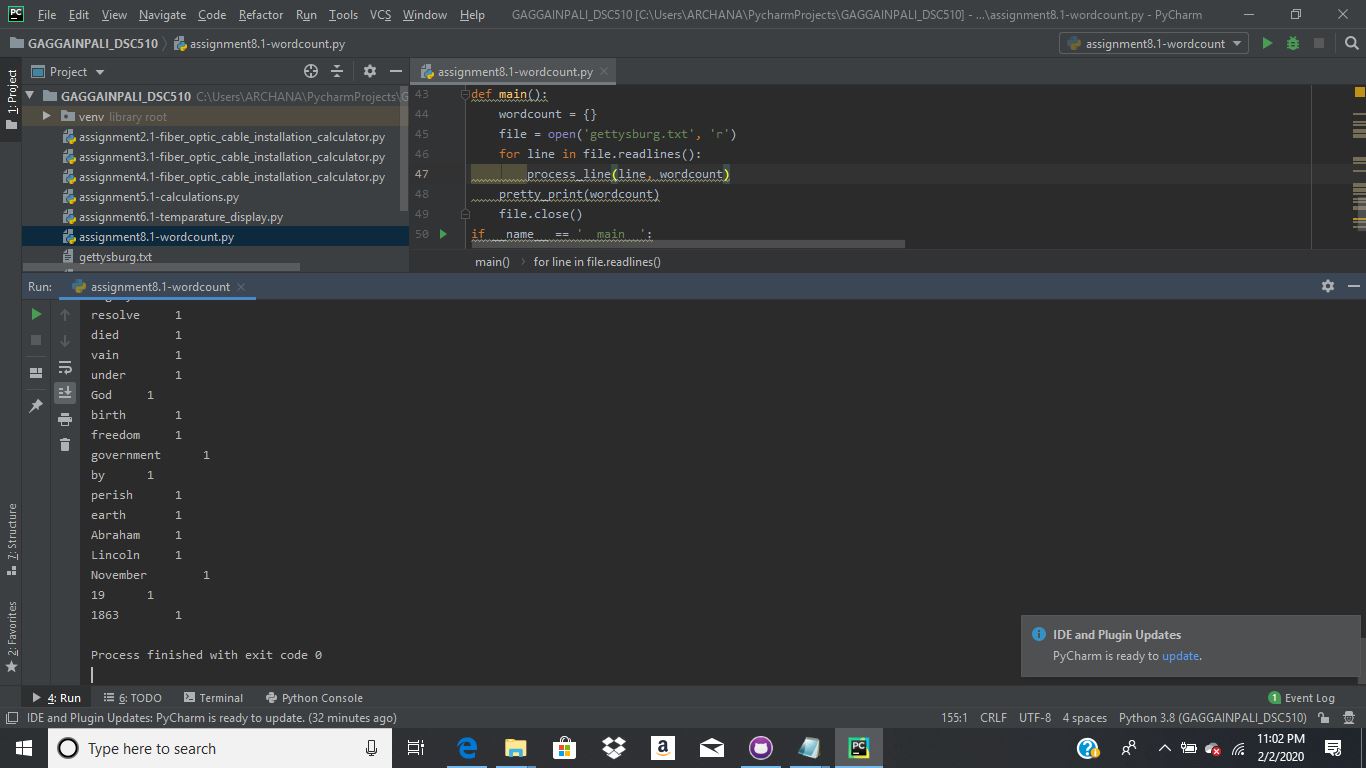 PC File Edit View Navigate Code Refactor Run Tools VCS Window Help GAGGAINPALI_DSC510 [C:\Users\ARCHANA\PycharmProjects\GAGGAINPALI_DSC510] - ...\assignment8.1-wordcount.py - PyCharm
GAGGAINPALI_DSC510 assignment8.1-wordcount.py assignment8.1-wordcount
1: Project
Project
assignment8.1-wordcount.py
GAGGAINPALI_DSC510 C:\Users\ARCHANA\PycharmProjects\G
venv library root
assignment2.1-fiber_optic_cable_installation_calculator.py
assignment3.1-fiber_optic_cable_installation_calculator.py
assignment4.1-fiber_optic_cable_installation_calculator.py
assignment5.1-calculations.py
assignment6.1-temparature_display.py
assignment8.1-wordcount.py
gettysburg.txt
43 def main():
44 wordcount = {}
45 file = open('gettysburg.txt', 'r')
46 for line in file.readlines():
47 process_line(line, wordcount)
48 pretty_print(wordcount)
49 file.close()
50 if __name__ == '__main__':
main() for line in file.readlines()
Run: assignment8.1-wordcount
resolve 1
died 1
vain 1
under 1
God 1
birth 1
freedom 1
government 1
by 1
perish 1
earth 1
Abraham 1
Lincoln 1
November 1
19 1
1863 1
Process finished with exit code 0
7: Structure
2: Favorites
IDE and Plugin Updates
PyCharm is ready to update.
4: Run 6: TODO Terminal Python Console 1 Event Log
IDE and Plugin Updates: PyCharm is ready to update. (32 minutes ago) 155:1 CRLF UTF-8 4 spaces Python 3.8 (GAGGAINPALI_DSC510)
Type here to search
a
PC
11:02 PM
2/2/2020